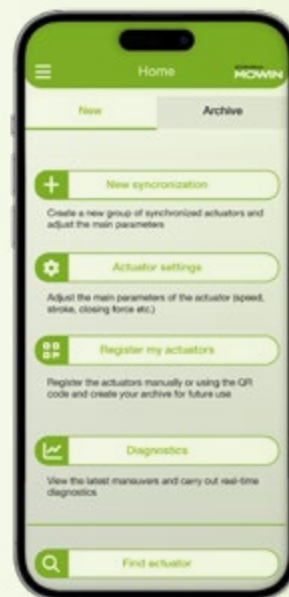 Home
MOWIN
New
Archive
New syncronization
Create a new group of synchronized actuators and
adjust the main parameters
Actuator settings
Adjust the main parameters of the actuator (speed,
stroke, closing force etc.)
Register my actuators
Register the actuators manually or using the QR
code and create your archive for future use
Diagnostics
View the latest maneuvers and carry out real-time
diagnostics
Find actuator